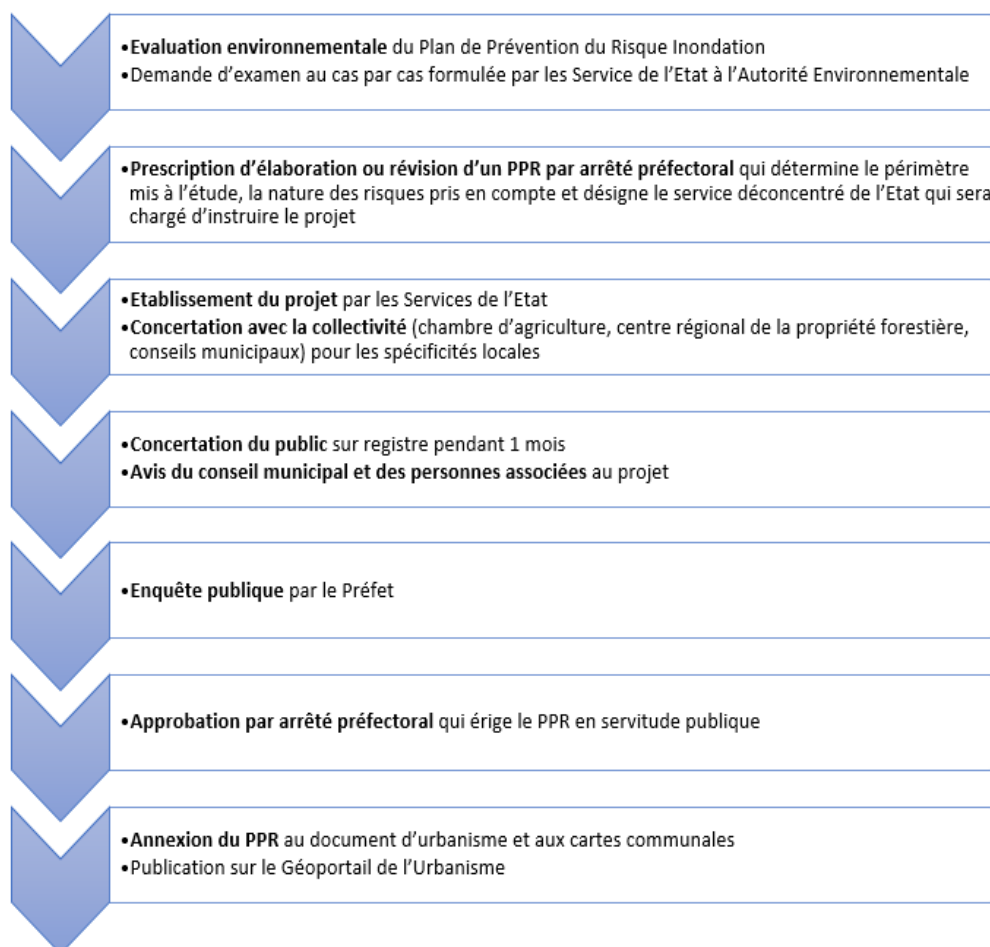 •Evaluation environnementale du Plan de Prévention du Risque Inondation
•Demande d'examen au cas par cas formulée par les Service de l'Etat à l'Autorité Environnementale
•Prescription d'élaboration ou révision d'un PPR par arrêté préfectoral qui détermine le périmètre
mis à l'étude, la nature des risques pris en compte et désigne le service déconcentré de l'Etat qui sera
chargé d'instruire le projet
•Etablissement du projet par les Services de l'Etat
•Concertation avec la collectivité (chambre d'agriculture, centre régional de la propriété forestière,
conseils municipaux) pour les spécificités locales
•Concertation du public sur registre pendant 1 mois
•Avis du conseil municipal et des personnes associées au projet
•Enquête publique par le Préfet
•Approbation par arrêté préfectoral qui érige le PPR en servitude publique
•Annexion du PPR au document d'urbanisme et aux cartes communales
•Publication sur le Géoportail de l'Urbanisme